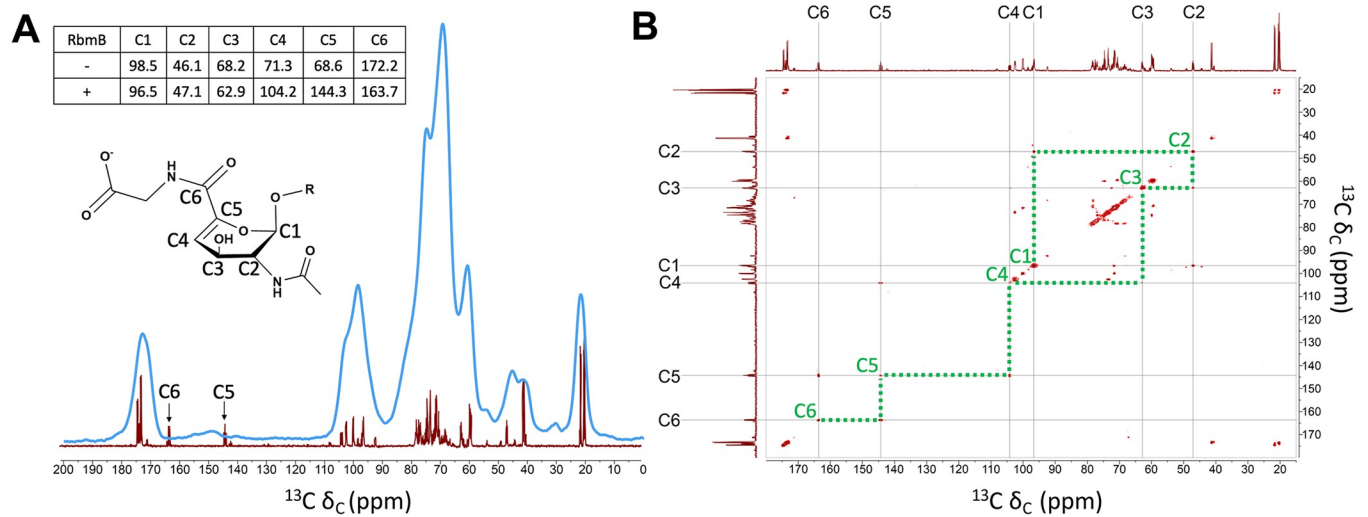 A
RbmB C1 C2 C3 C4 C5 C6
- 98.5 46.1 68.2 71.3 68.6 172.2
+ 96.5 47.1 62.9 104.2 144.3 163.7
O-
H
N
O
O
C6
C5
O
O
R
C4
OH
C1
C3
C2
O
N
H
C6
C5
200 190 180 170 160 150 140 130 120 110 100 90 80 70 60 50 40 30 20 10 0
13C δC (ppm)
B
C6 C5 C4 C1 C3 C2
C2
C3
C1
C4
C5
C6
C2
C3
C1
C4
C5
C6
20
30
40
50
60
70
80
90
100
110
120
130
140
150
160
170
13C δC (ppm)
170 160 150 140 130 120 110 100 90 80 70 60 50 40 30 20
13C δC (ppm)